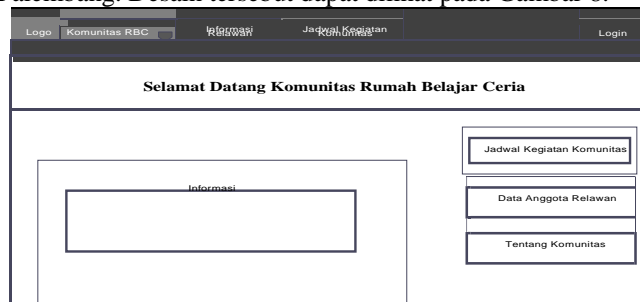 Palembang. Desain tersebut dapat dilihat pada Gambar 6.
Logo Komunitas RBC Informasi Relawan Jadwal Kegiatan Komunitas Login
Selamat Datang Komunitas Rumah Belajar Ceria
Jadwal Kegiatan Komunitas
Informasi
Data Anggota Relawan
Tentang Komunitas